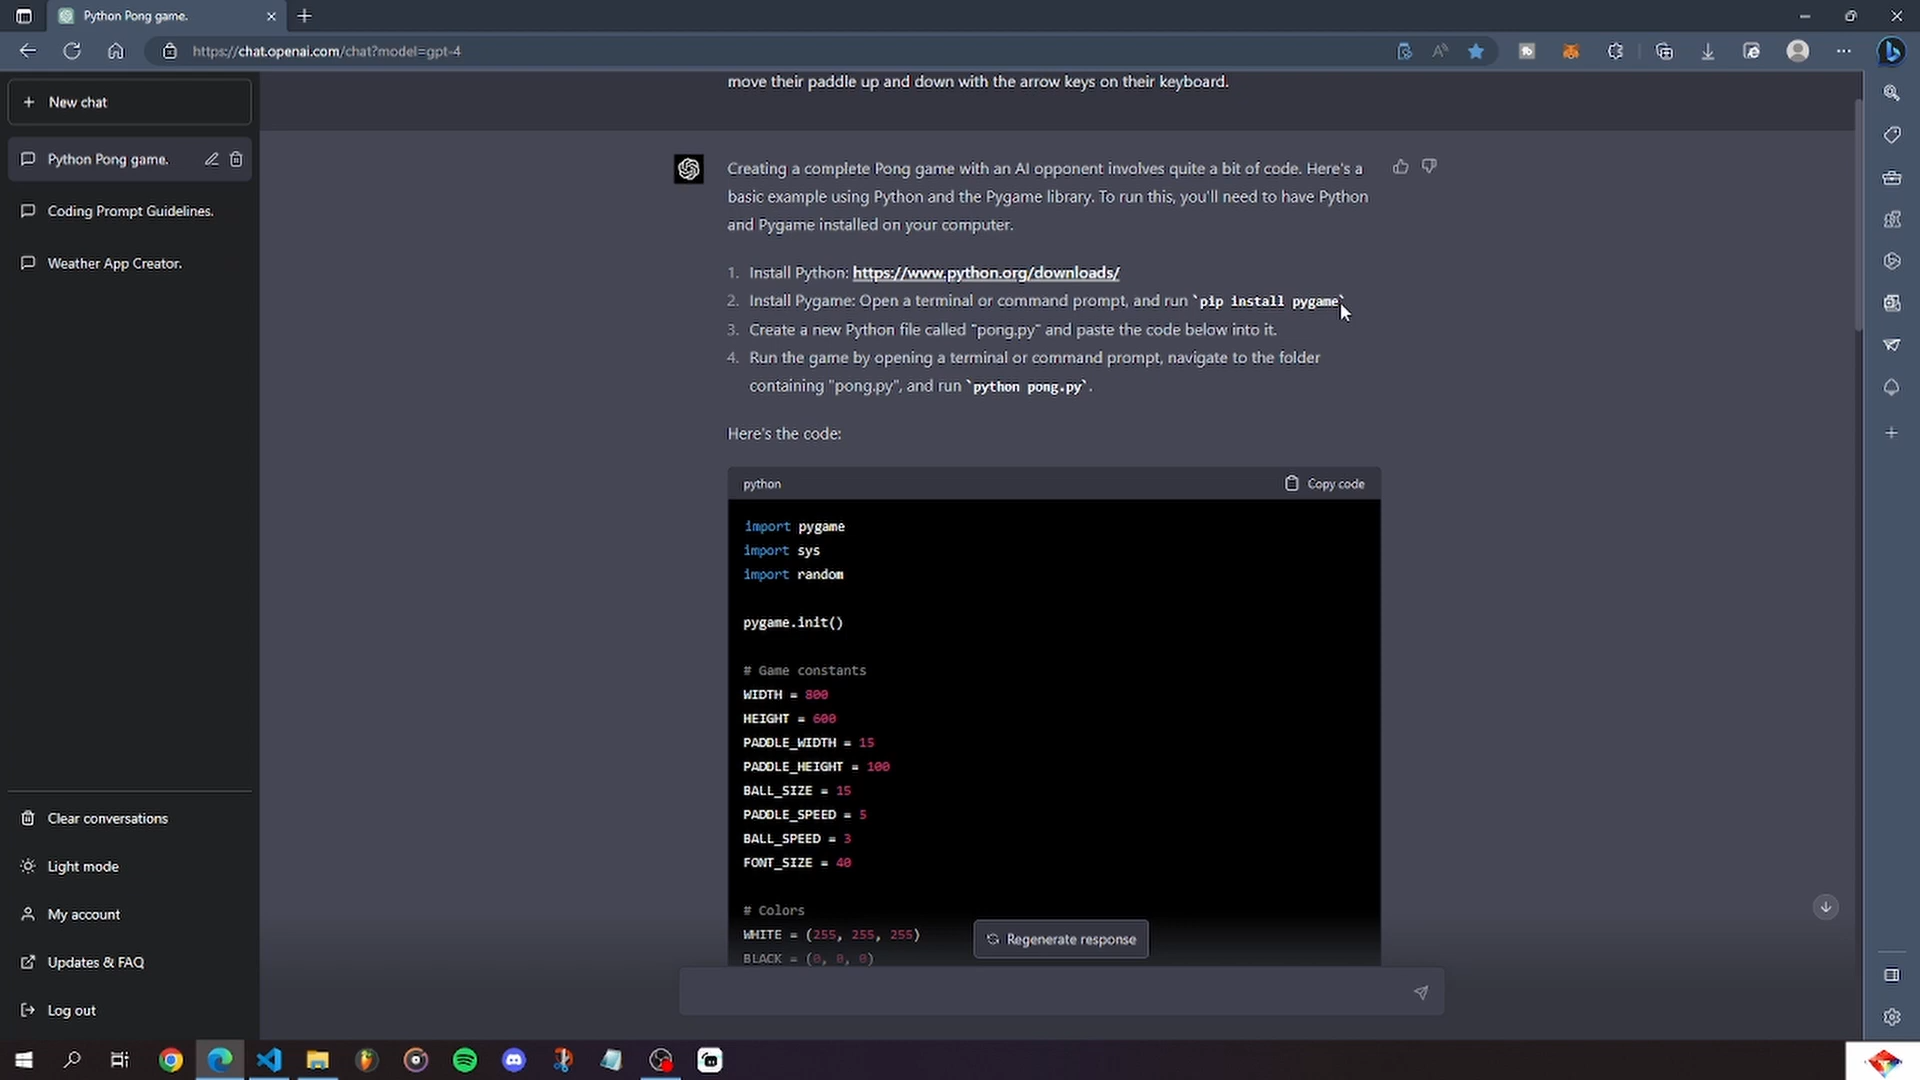 Python Pong game.
https://chat.openai.com/chat?model=gpt-4
New chat
Python Pong game.
Coding Prompt Guidelines.
Weather App Creator.
Clear conversations
Light mode
My account
Updates & FAQ
Log out
move their paddle up and down with the arrow keys on their keyboard.
Creating a complete Pong game with an AI opponent involves quite a bit of code. Here's a
basic example using Python and the Pygame library. To run this, you'll need to have Python
and Pygame installed on your computer.
1. Install Python: https://www.python.org/downloads/
2. Install Pygame: Open a terminal or command prompt, and run `pip install pygame`
3. Create a new Python file called "pong.py" and paste the code below into it.
4. Run the game by opening a terminal or command prompt, navigate to the folder
containing "pong.py", and run `python pong.py`.
Here's the code:
python
Copy code
import pygame
import sys
import random
pygame.init()
# Game constants
WIDTH = 800
HEIGHT = 600
PADDLE_WIDTH = 15
PADDLE_HEIGHT = 100
BALL_SIZE = 15
PADDLE_SPEED = 5
BALL_SPEED = 3
FONT_SIZE = 40
# Colors
WHITE = (255, 255, 255)
BLACK = (0, 0, 0)
Regenerate response